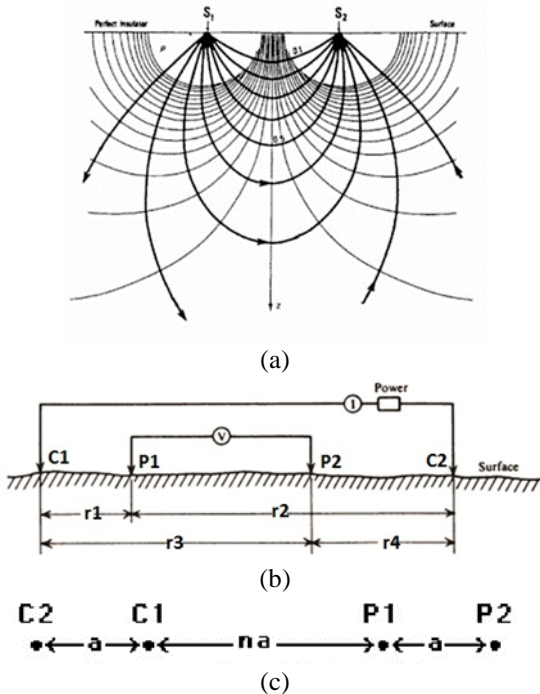 S1 S2
Perfect Insulator Surface
ρ 0.1
0.5
z
(a)
Power
I
V
C1 P1 P2 C2 Surface
r1 r2
r3 r4
(b)
C2 C1 P1 P2
a na a
(c)